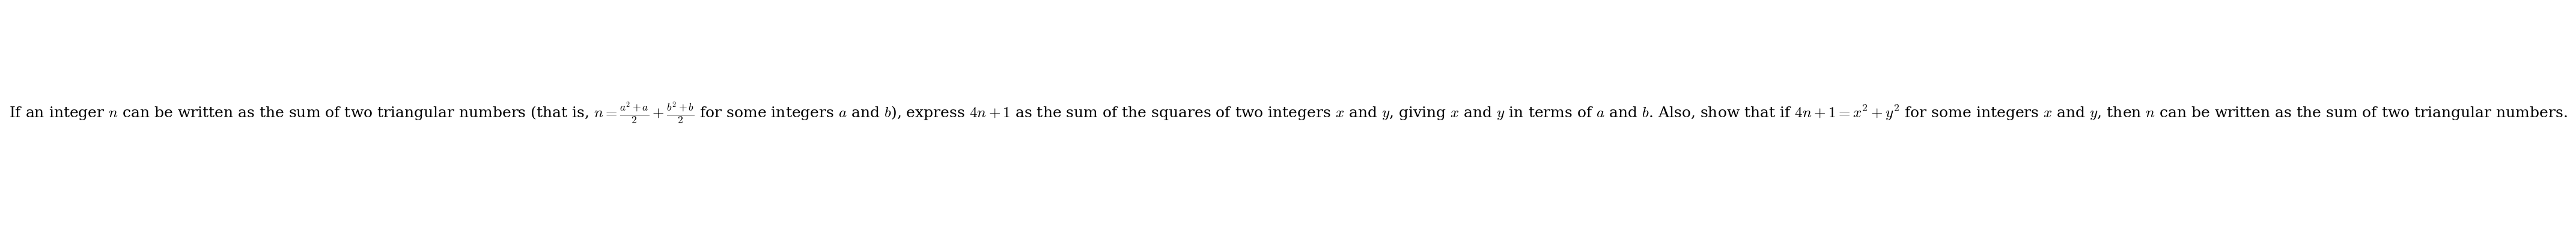 If an integer $n$ can be written as the sum of two triangular numbers (that is, $n = \frac{a^2+a}{2} + \frac{b^2+b}{2}$ for some integers $a$ and $b$), express $4n + 1$ as the sum of the squares of two integers $x$ and $y$, giving $x$ and $y$ in terms of $a$ and $b$. Also, show that if $4n + 1 = x^2 + y^2$ for some integers $x$ and $y$, then $n$ can be written as the sum of two triangular numbers.